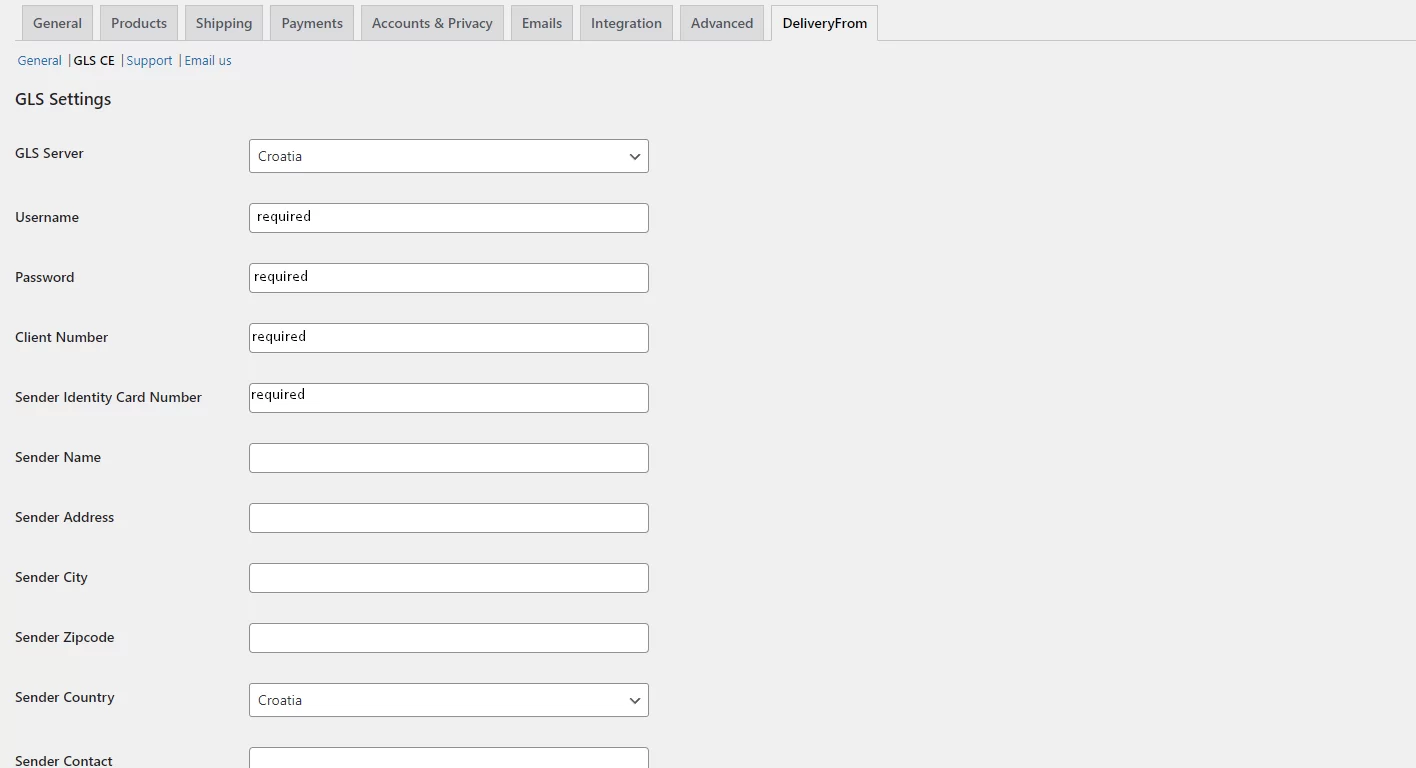 General Products Shipping Payments Accounts & Privacy Emails Integration Advanced DeliveryFrom
General | GLS CE | Support | Email us
GLS Settings
GLS Server Croatia
Username required
Password required
Client Number required
Sender Identity Card Number required
Sender Name
Sender Address
Sender City
Sender Zipcode
Sender Country Croatia
Sender Contact